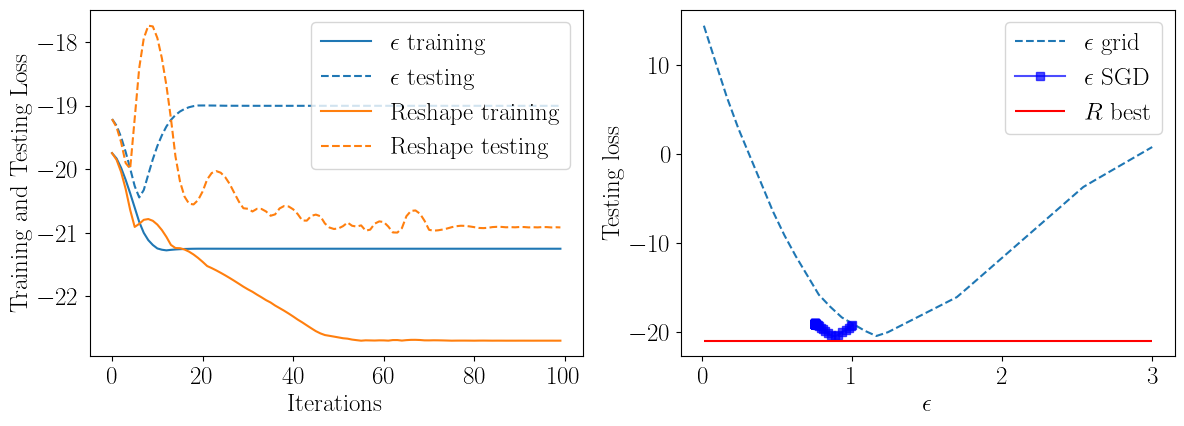 Training and Testing Loss
−18
−19
−20
−21
−22
0
20
40
60
80
100
Iterations
ϵ training
ϵ testing
Reshape training
Reshape testing
Testing loss
10
0
−10
−20
0
1
2
3
ϵ
ϵ grid
ϵ SGD
R best